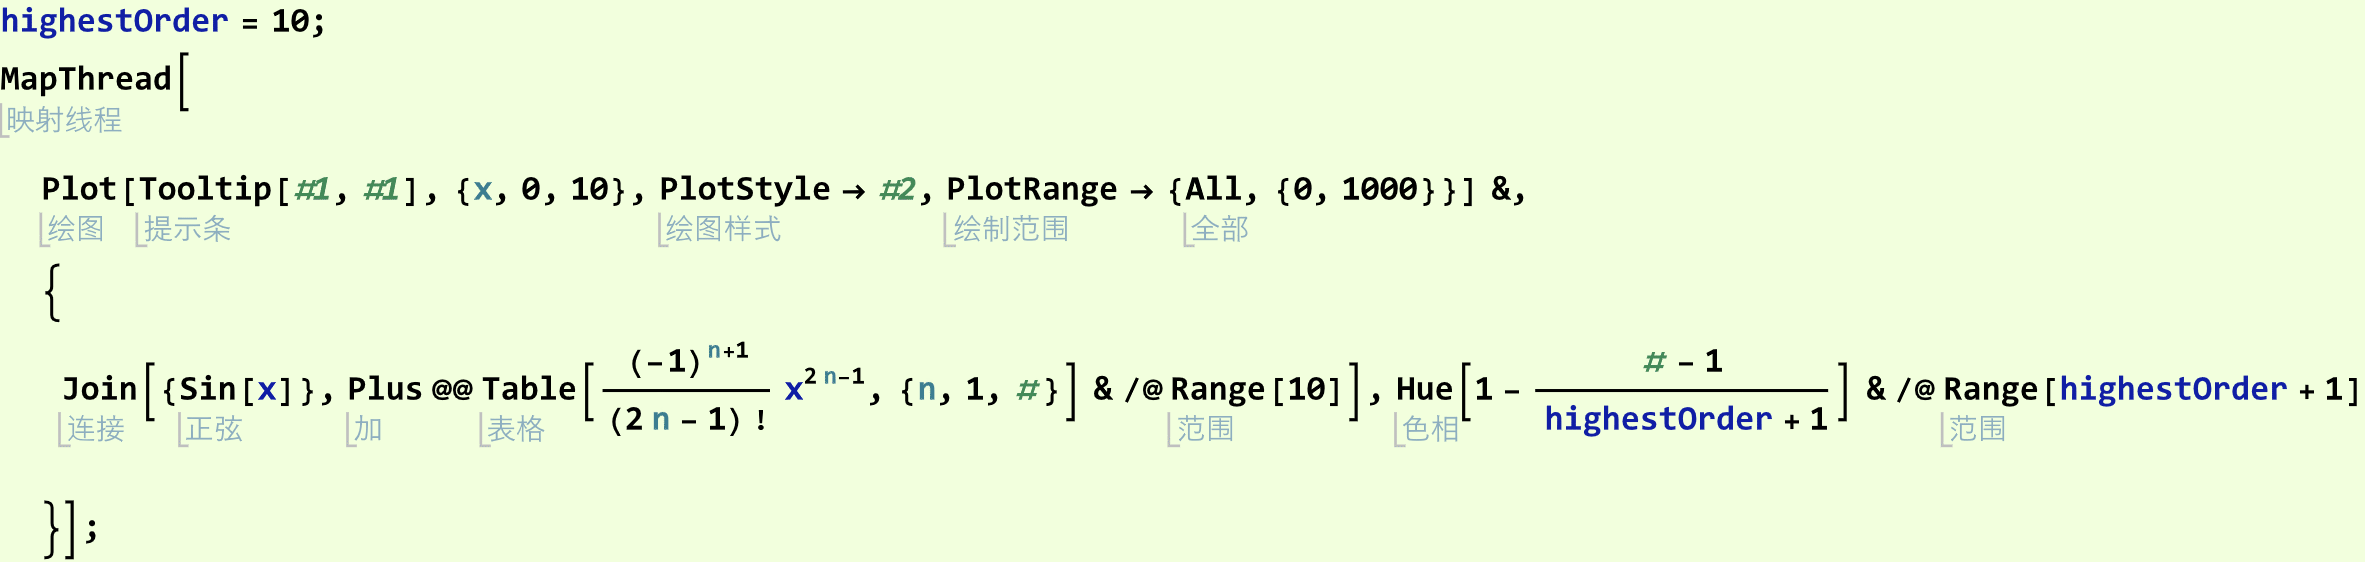 highestOrder = 10;
MapThread[
映射线程
Plot[Tooltip[#1, #1], {x, 0, 10}, PlotStyle → #2, PlotRange → {All, {0, 1000}}] &,
绘图 提示条 绘图样式 绘制范围 全部
{
Join[{Sin[x]}, Plus @@ Table[(-1)^(n+1)/(2 n - 1)! x^(2 n-1), {n, 1, #}] & /@ Range[10]], Hue[1 - (# - 1)/(highestOrder + 1)] & /@ Range[highestOrder + 1]
连接 正弦 加 表格 范围 色相 范围
}];